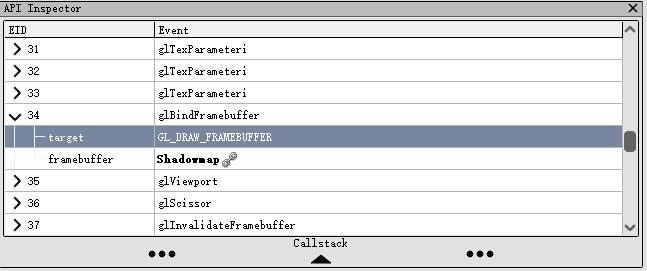 API Inspector
EID Event
31 glTexParameteri
32 glTexParameteri
33 glTexParameteri
34 glBindFramebuffer
target GL_DRAW_FRAMEBUFFER
framebuffer Shadowmap
35 glViewport
36 glScissor
37 glInvalidateFramebuffer
Callstack